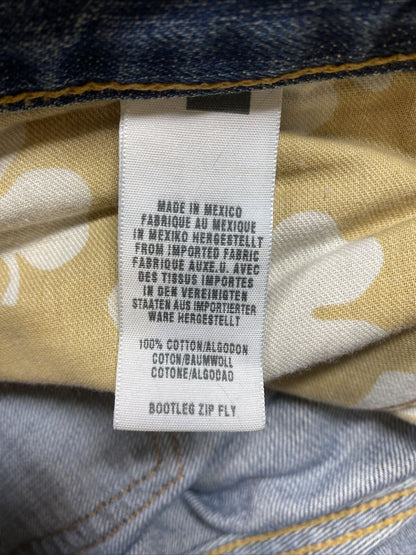 MADE IN MEXICO
FABRIQUE AU MEXIQUE
IN MEXIKO HERGESTELLT
FROM IMPORTED FABRIC
FABRIQUE AUX E.U. AVEC
DES TISSUS IMPORTES
IN DEN VEREINIGTEN
STAATEN AUS IMPORTIERTER
WARE HERGESTELLT
100% COTTON/ALGODON
COTON/BAUMWOLL
COTONE/ALGODAO
BOOTLEG ZIP FLY